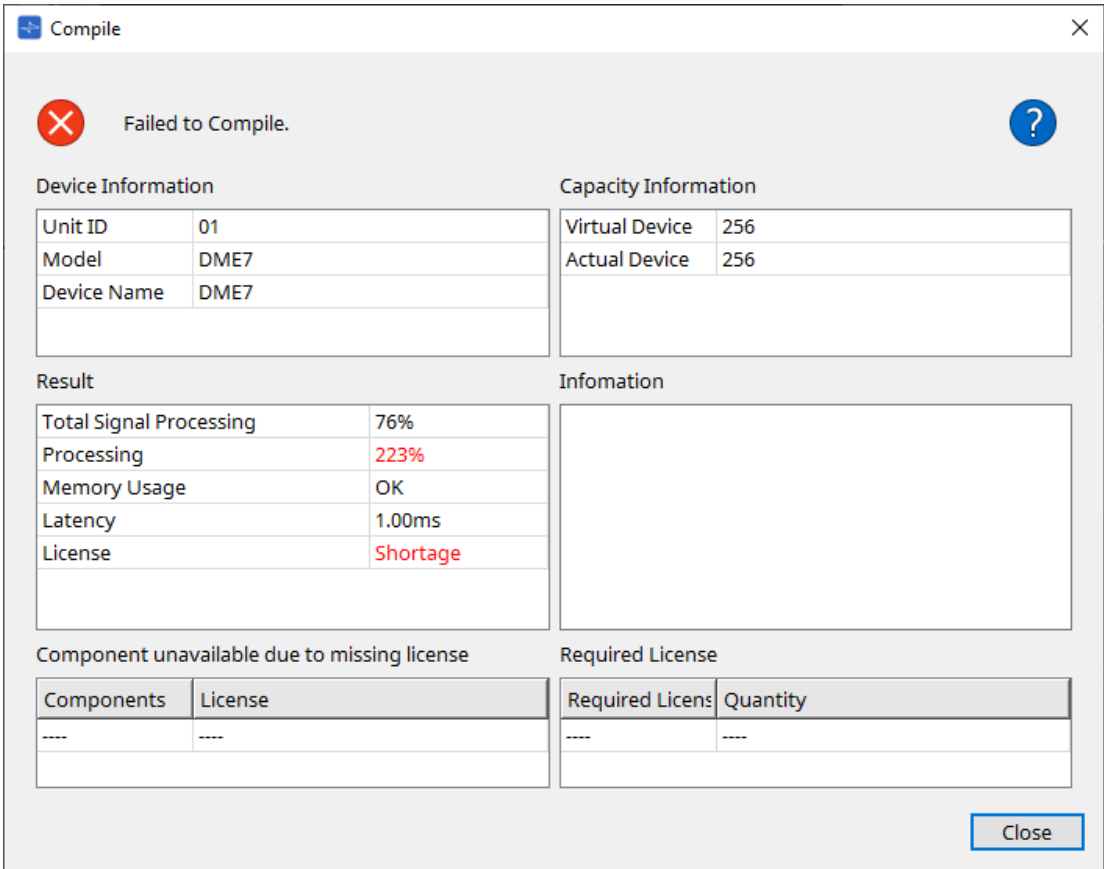 Compile
Failed to Compile.
?
Device Information
Unit ID 01
Model DME7
Device Name DME7
Capacity Information
Virtual Device 256
Actual Device 256
Result
Total Signal Processing 76%
Processing 223%
Memory Usage OK
Latency 1.00ms
License Shortage
Infomation
Component unavailable due to missing license
Components License
---- ----
Required License
Required Licens Quantity
---- ----
Close